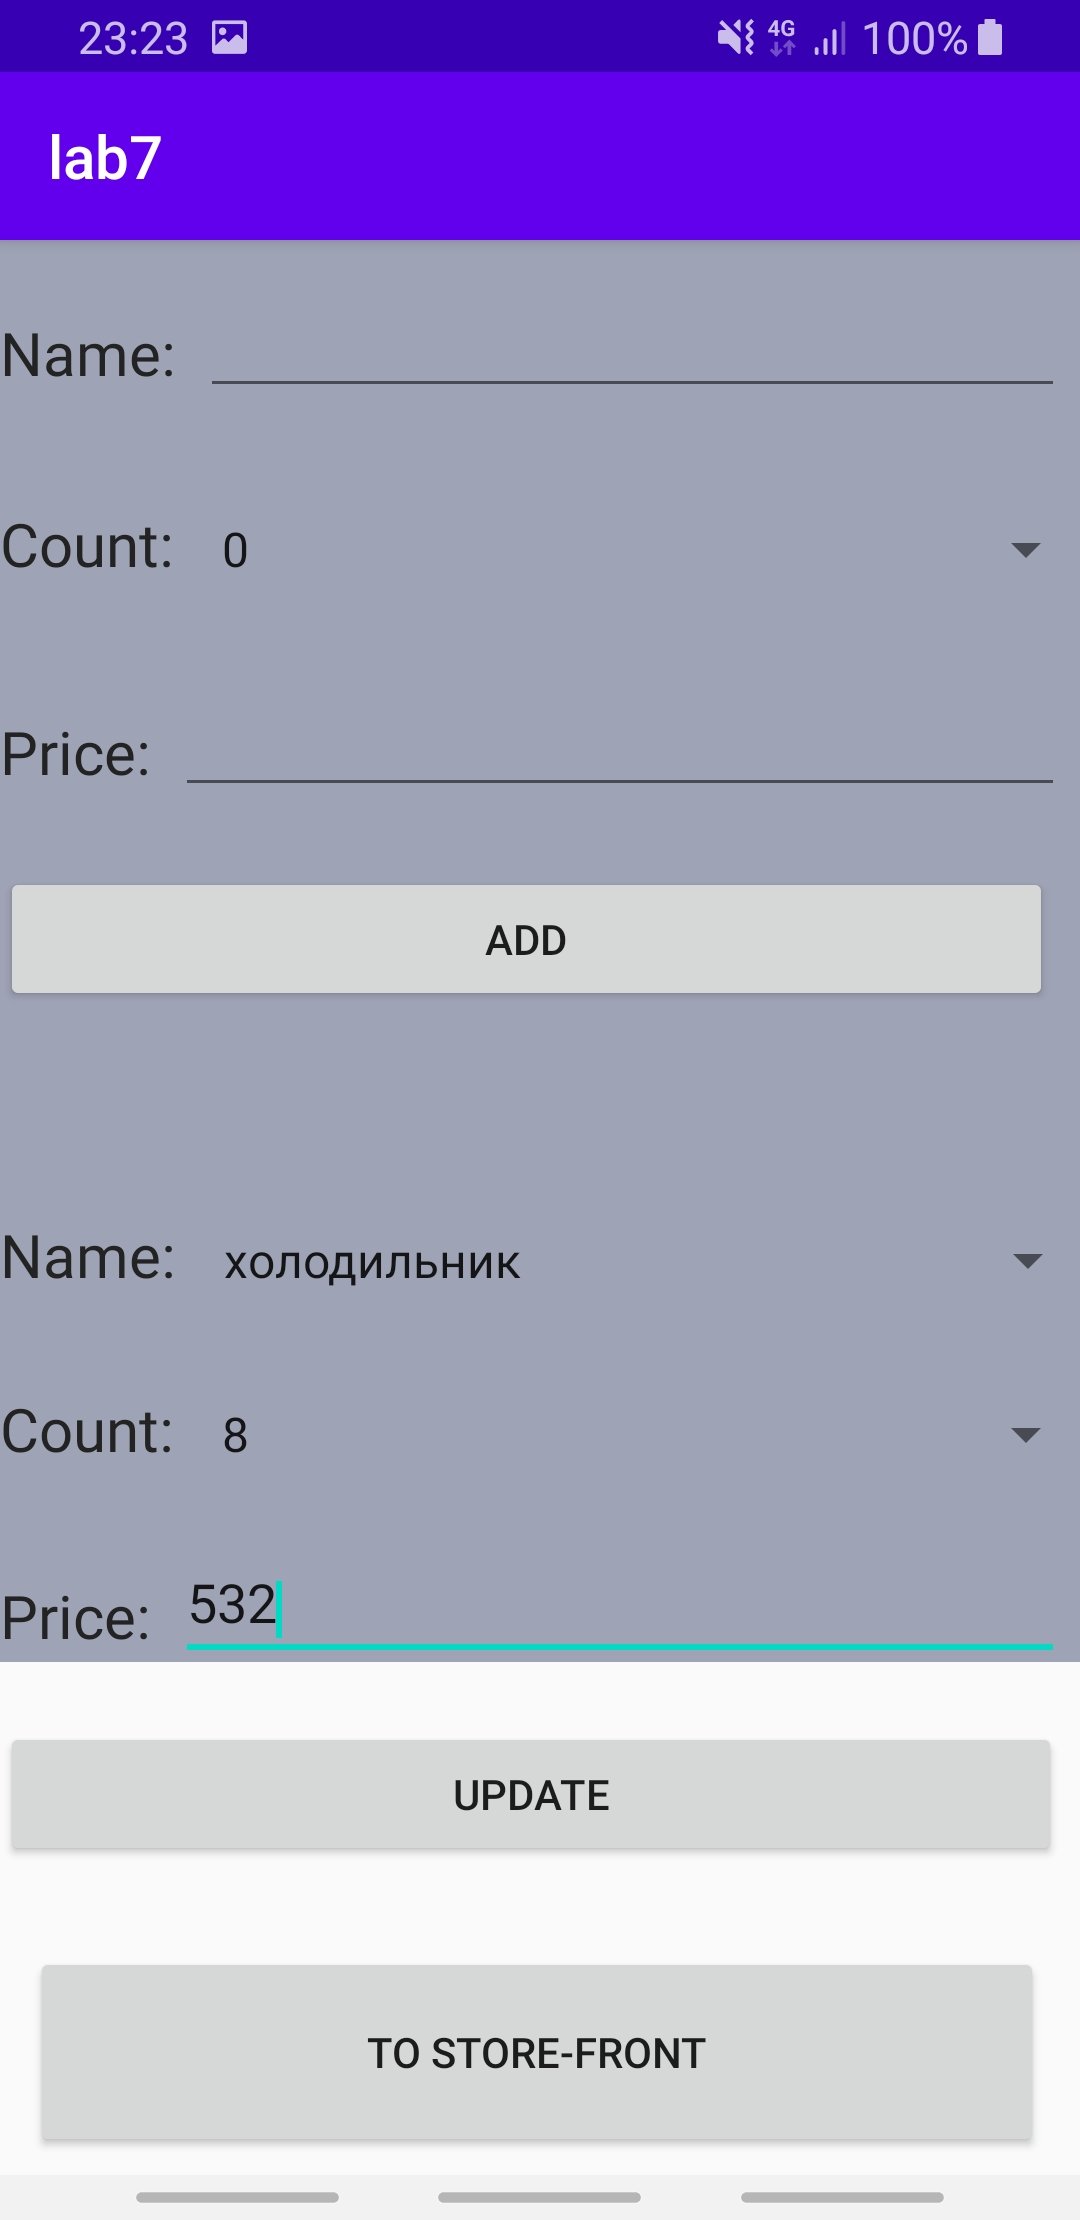 23:23 4G 100%
lab7
Name:
Count: 0
Price:
ADD
Name: холодильник
Count: 8
Price: 532
UPDATE
TO STORE-FRONT